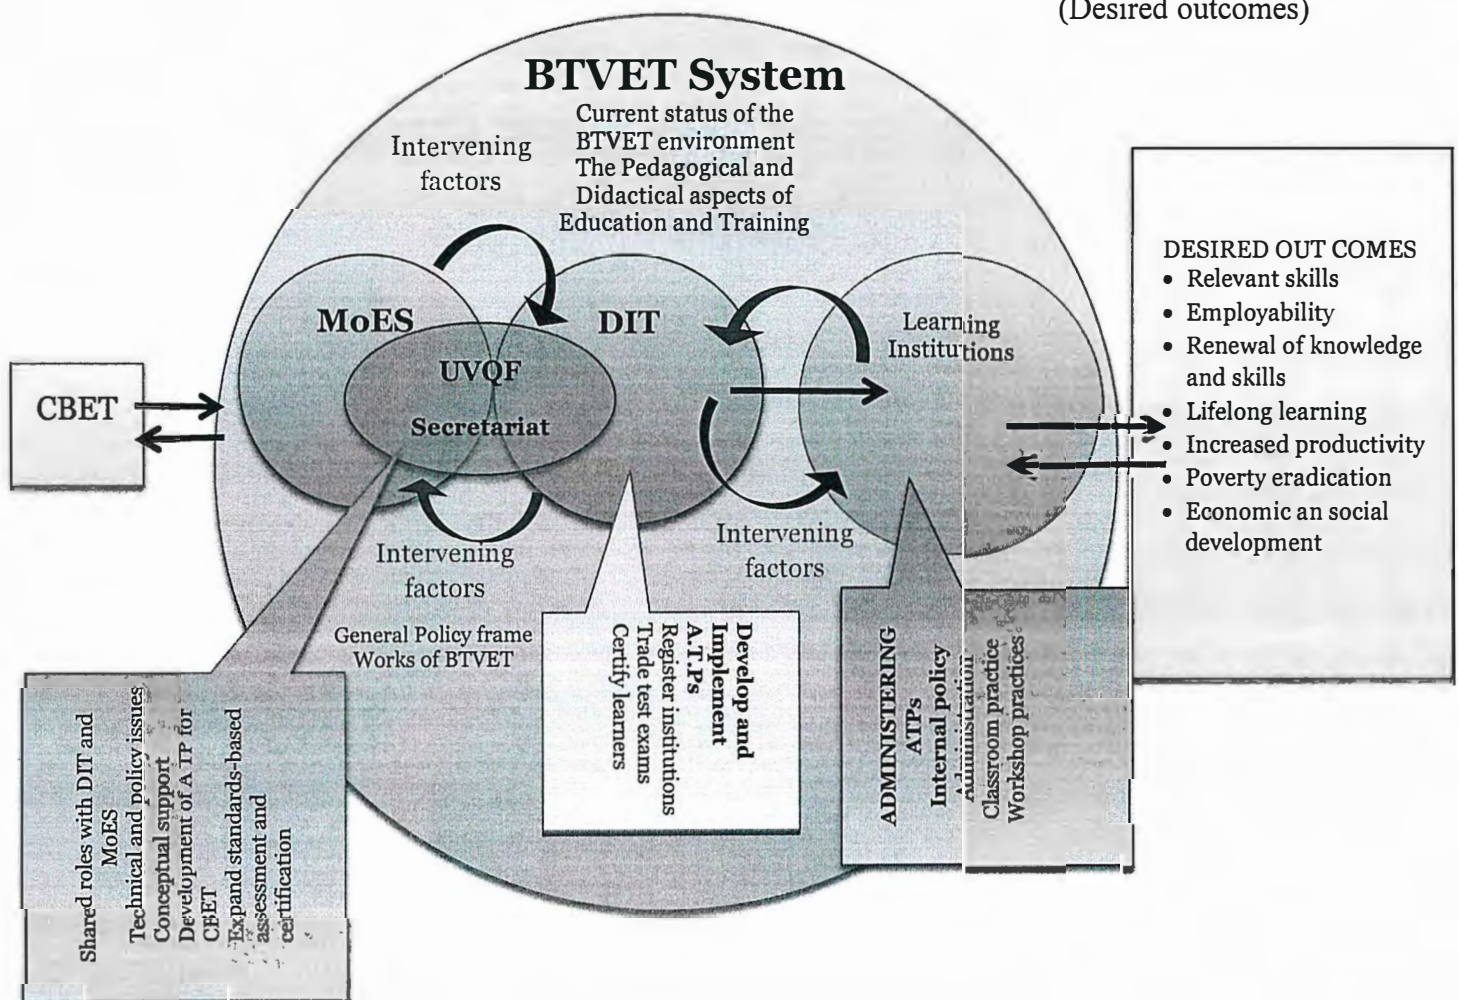 (Desired outcomes)
BTVET System
Current status of the
BTVET environment
The Pedagogical and
Didactical aspects of
Education and Training
Intervening
factors
MoES
DIT
Learning
Institutions
UVQF
Secretariat
CBET
Intervening
factors
Intervening
factors
General Policy frame
Works of BTVET
DESIRED OUT COMES
• Relevant skills
• Employability
• Renewal of knowledge
and skills
• Lifelong learning
• Increased productivity
• Poverty eradication
• Economic an social
development
Shared roles with DIT and
MoES
Technical and policy issues
Conceptual support
Development of A TP for
CBET
Expand standards-based
assessment and
certification
Develop and
Implement
A.T.Ps
Register institutions
Trade test exams
Certify learners
ADMINISTERING
ATPs
Internal policy
Administration
Classroom practice
Workshop practices